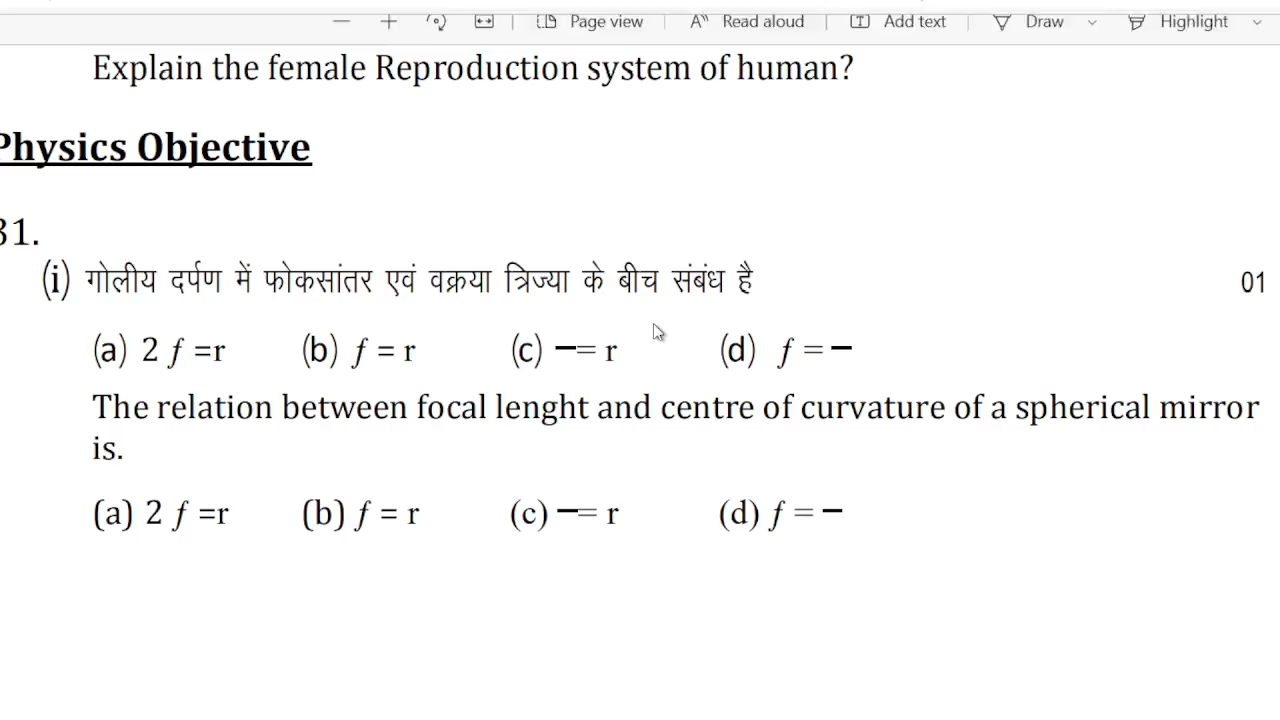 Page view Read aloud Add text Draw Highlight
Explain the female Reproduction system of human?
Physics Objective
31.
(i) गोलीय दर्पण में फोकसांतर एवं वक्रया त्रिज्या के बीच संबंध है 01
(a) 2 f =r (b) f = r (c) —= r (d) f = —
The relation between focal lenght and centre of curvature of a spherical mirror
is.
(a) 2 f =r (b) f = r (c) —= r (d) f = —